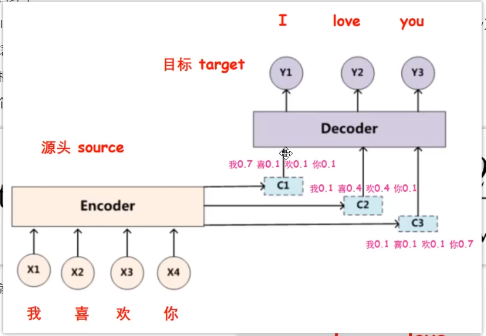 I love you
目标 target
Y1 Y2 Y3
Decoder
源头 source
我0.7 喜0.1 欢0.1 你0.1
C1
我0.1 喜0.4 欢0.4 你0.1
C2
Encoder
C3
我0.1 喜0.1 欢0.1 你0.7
X1 X2 X3 X4
我 喜 欢 你